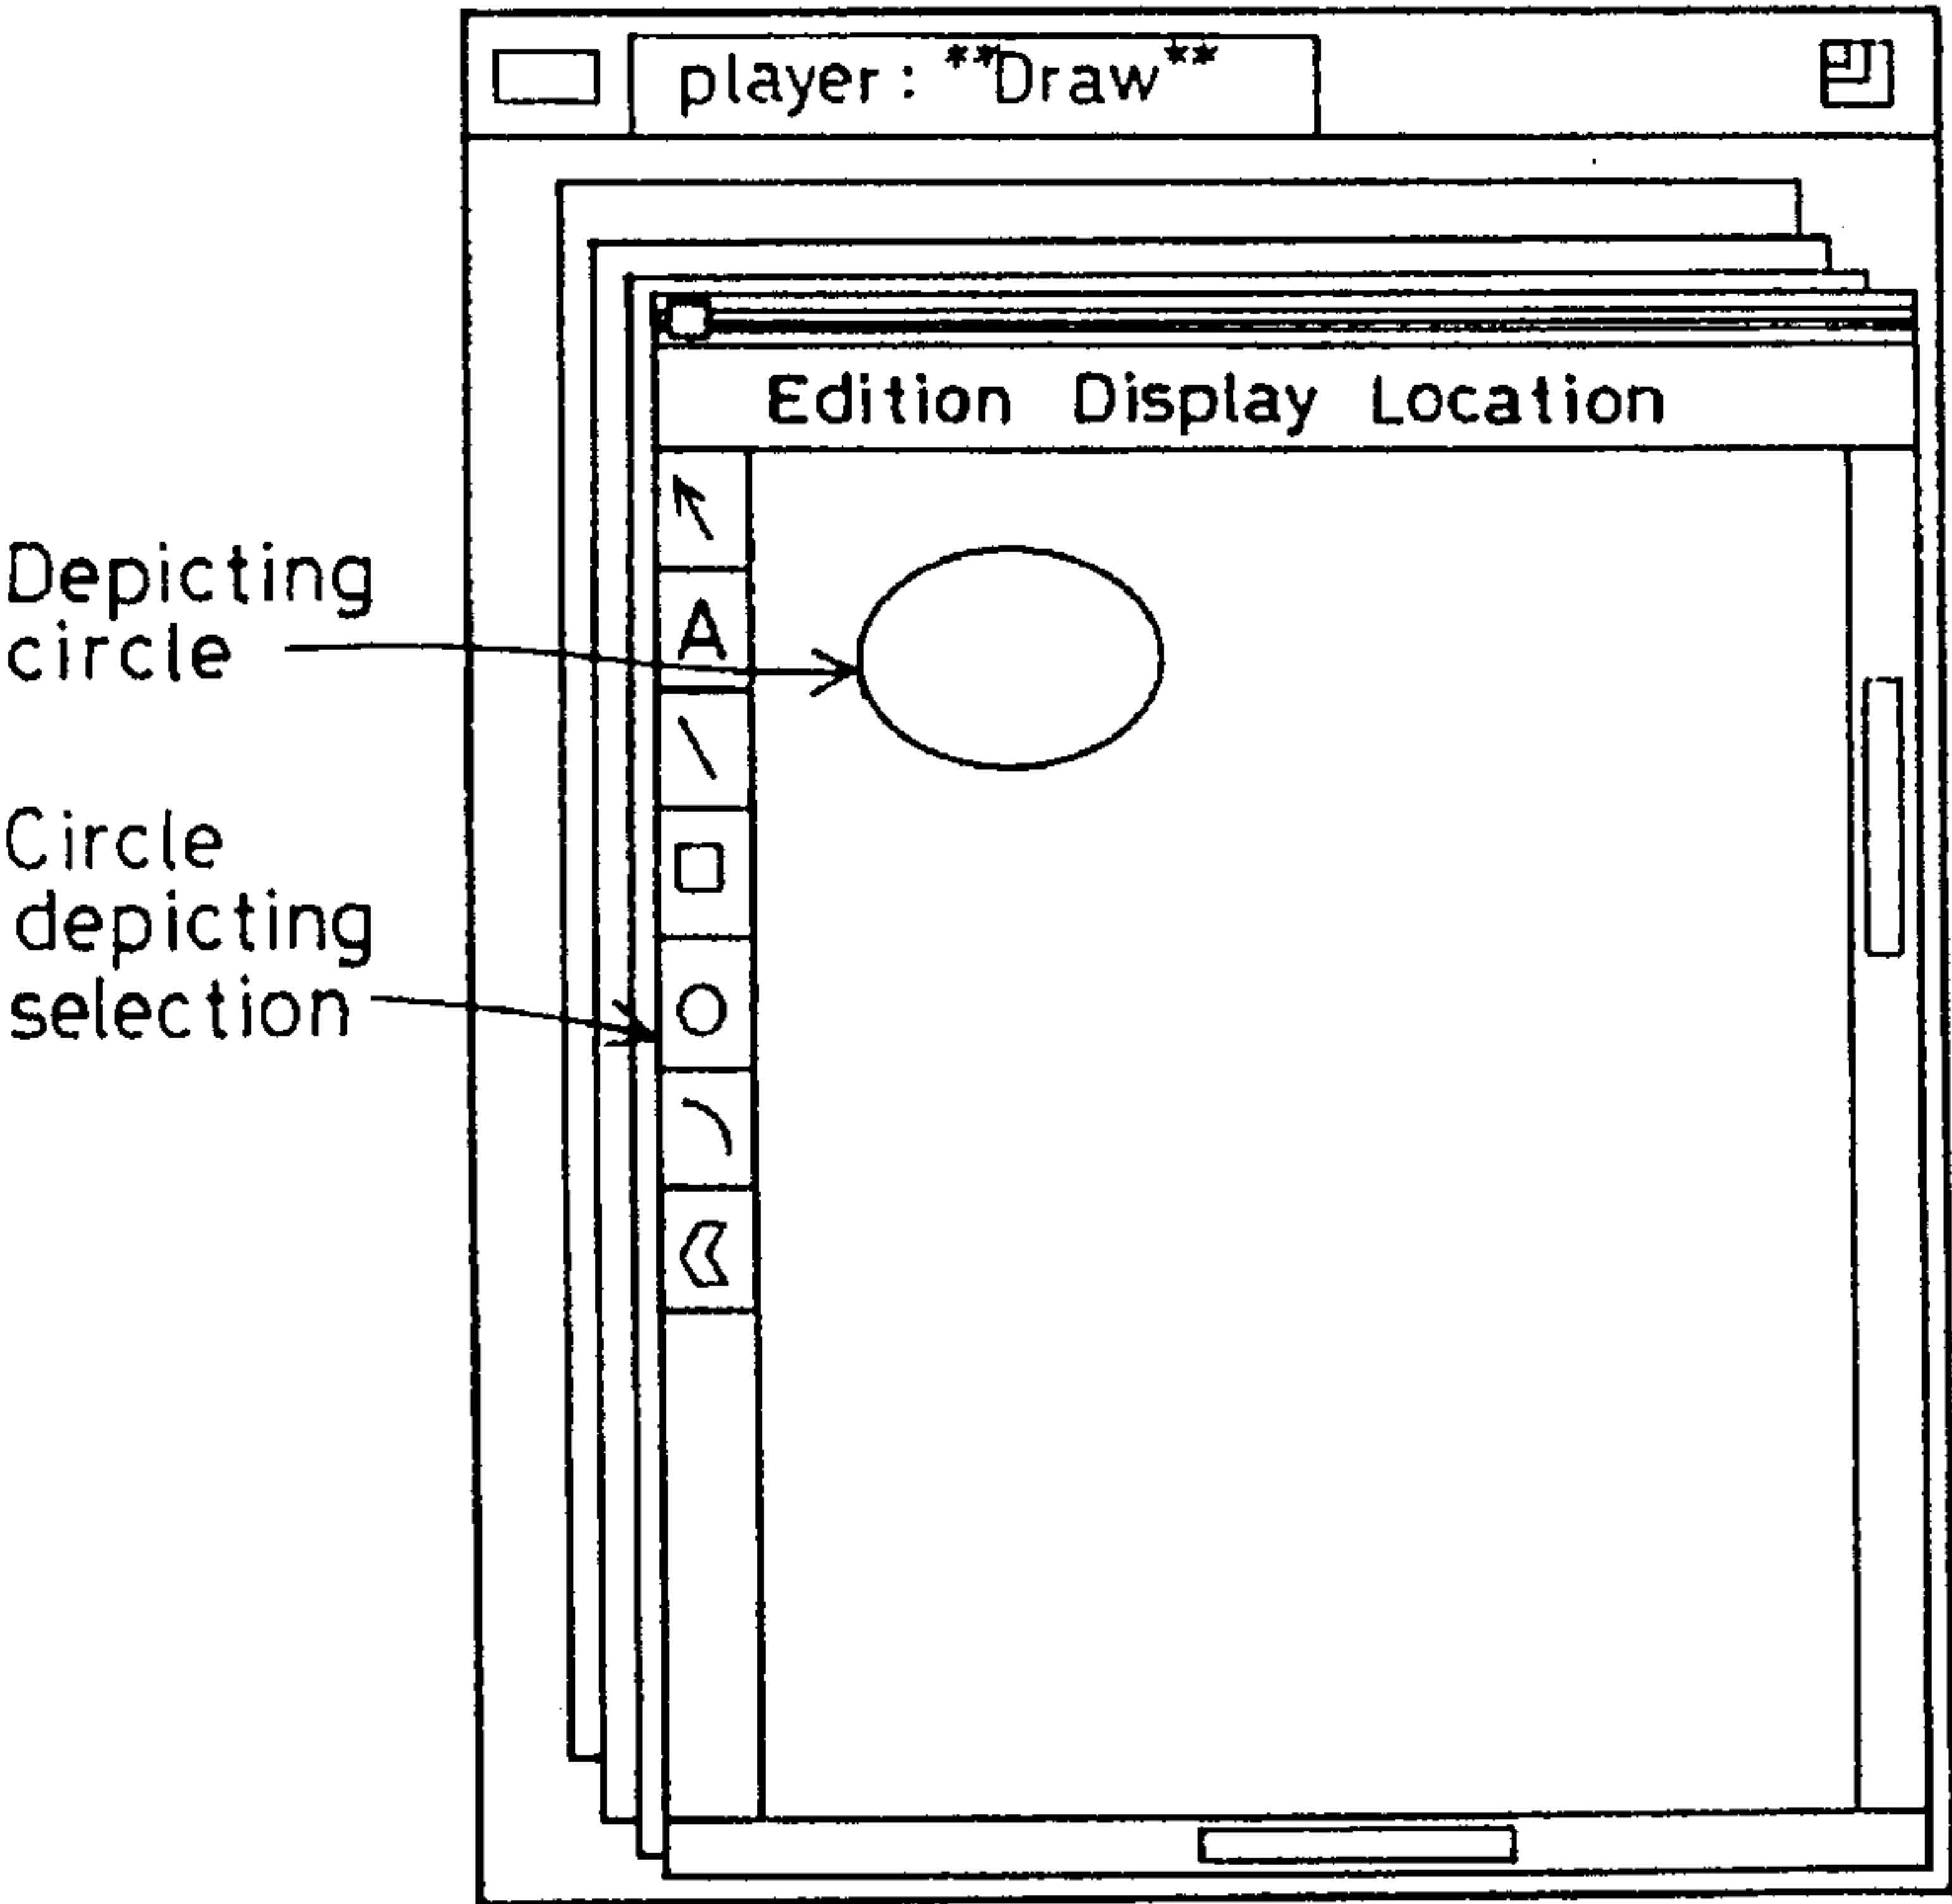 player: **Draw**
Edition Display Location
A
Depicting
circle
Circle
depicting
selection